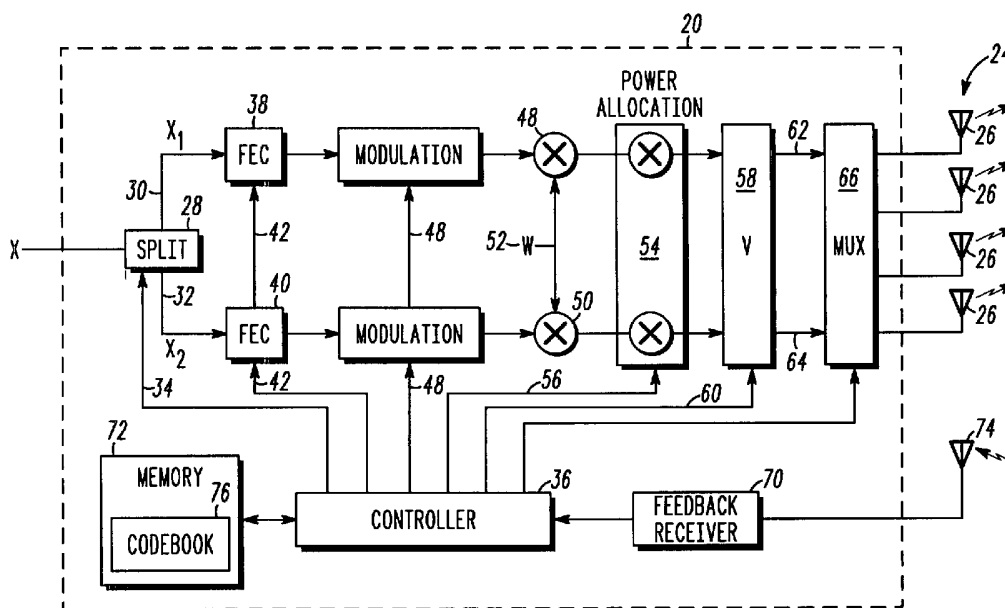 20
24
POWER
ALLOCATION
X1
38
FEC
MODULATION
48
62
58
V
66
MUX
26
26
26
26
30
28
SPLIT
X
42
48
52 W
54
32
40
FEC
MODULATION
50
X2
34
42
48
56
60
64
72
MEMORY
76
CODEBOOK
36
CONTROLLER
70
FEEDBACK
RECEIVER
74